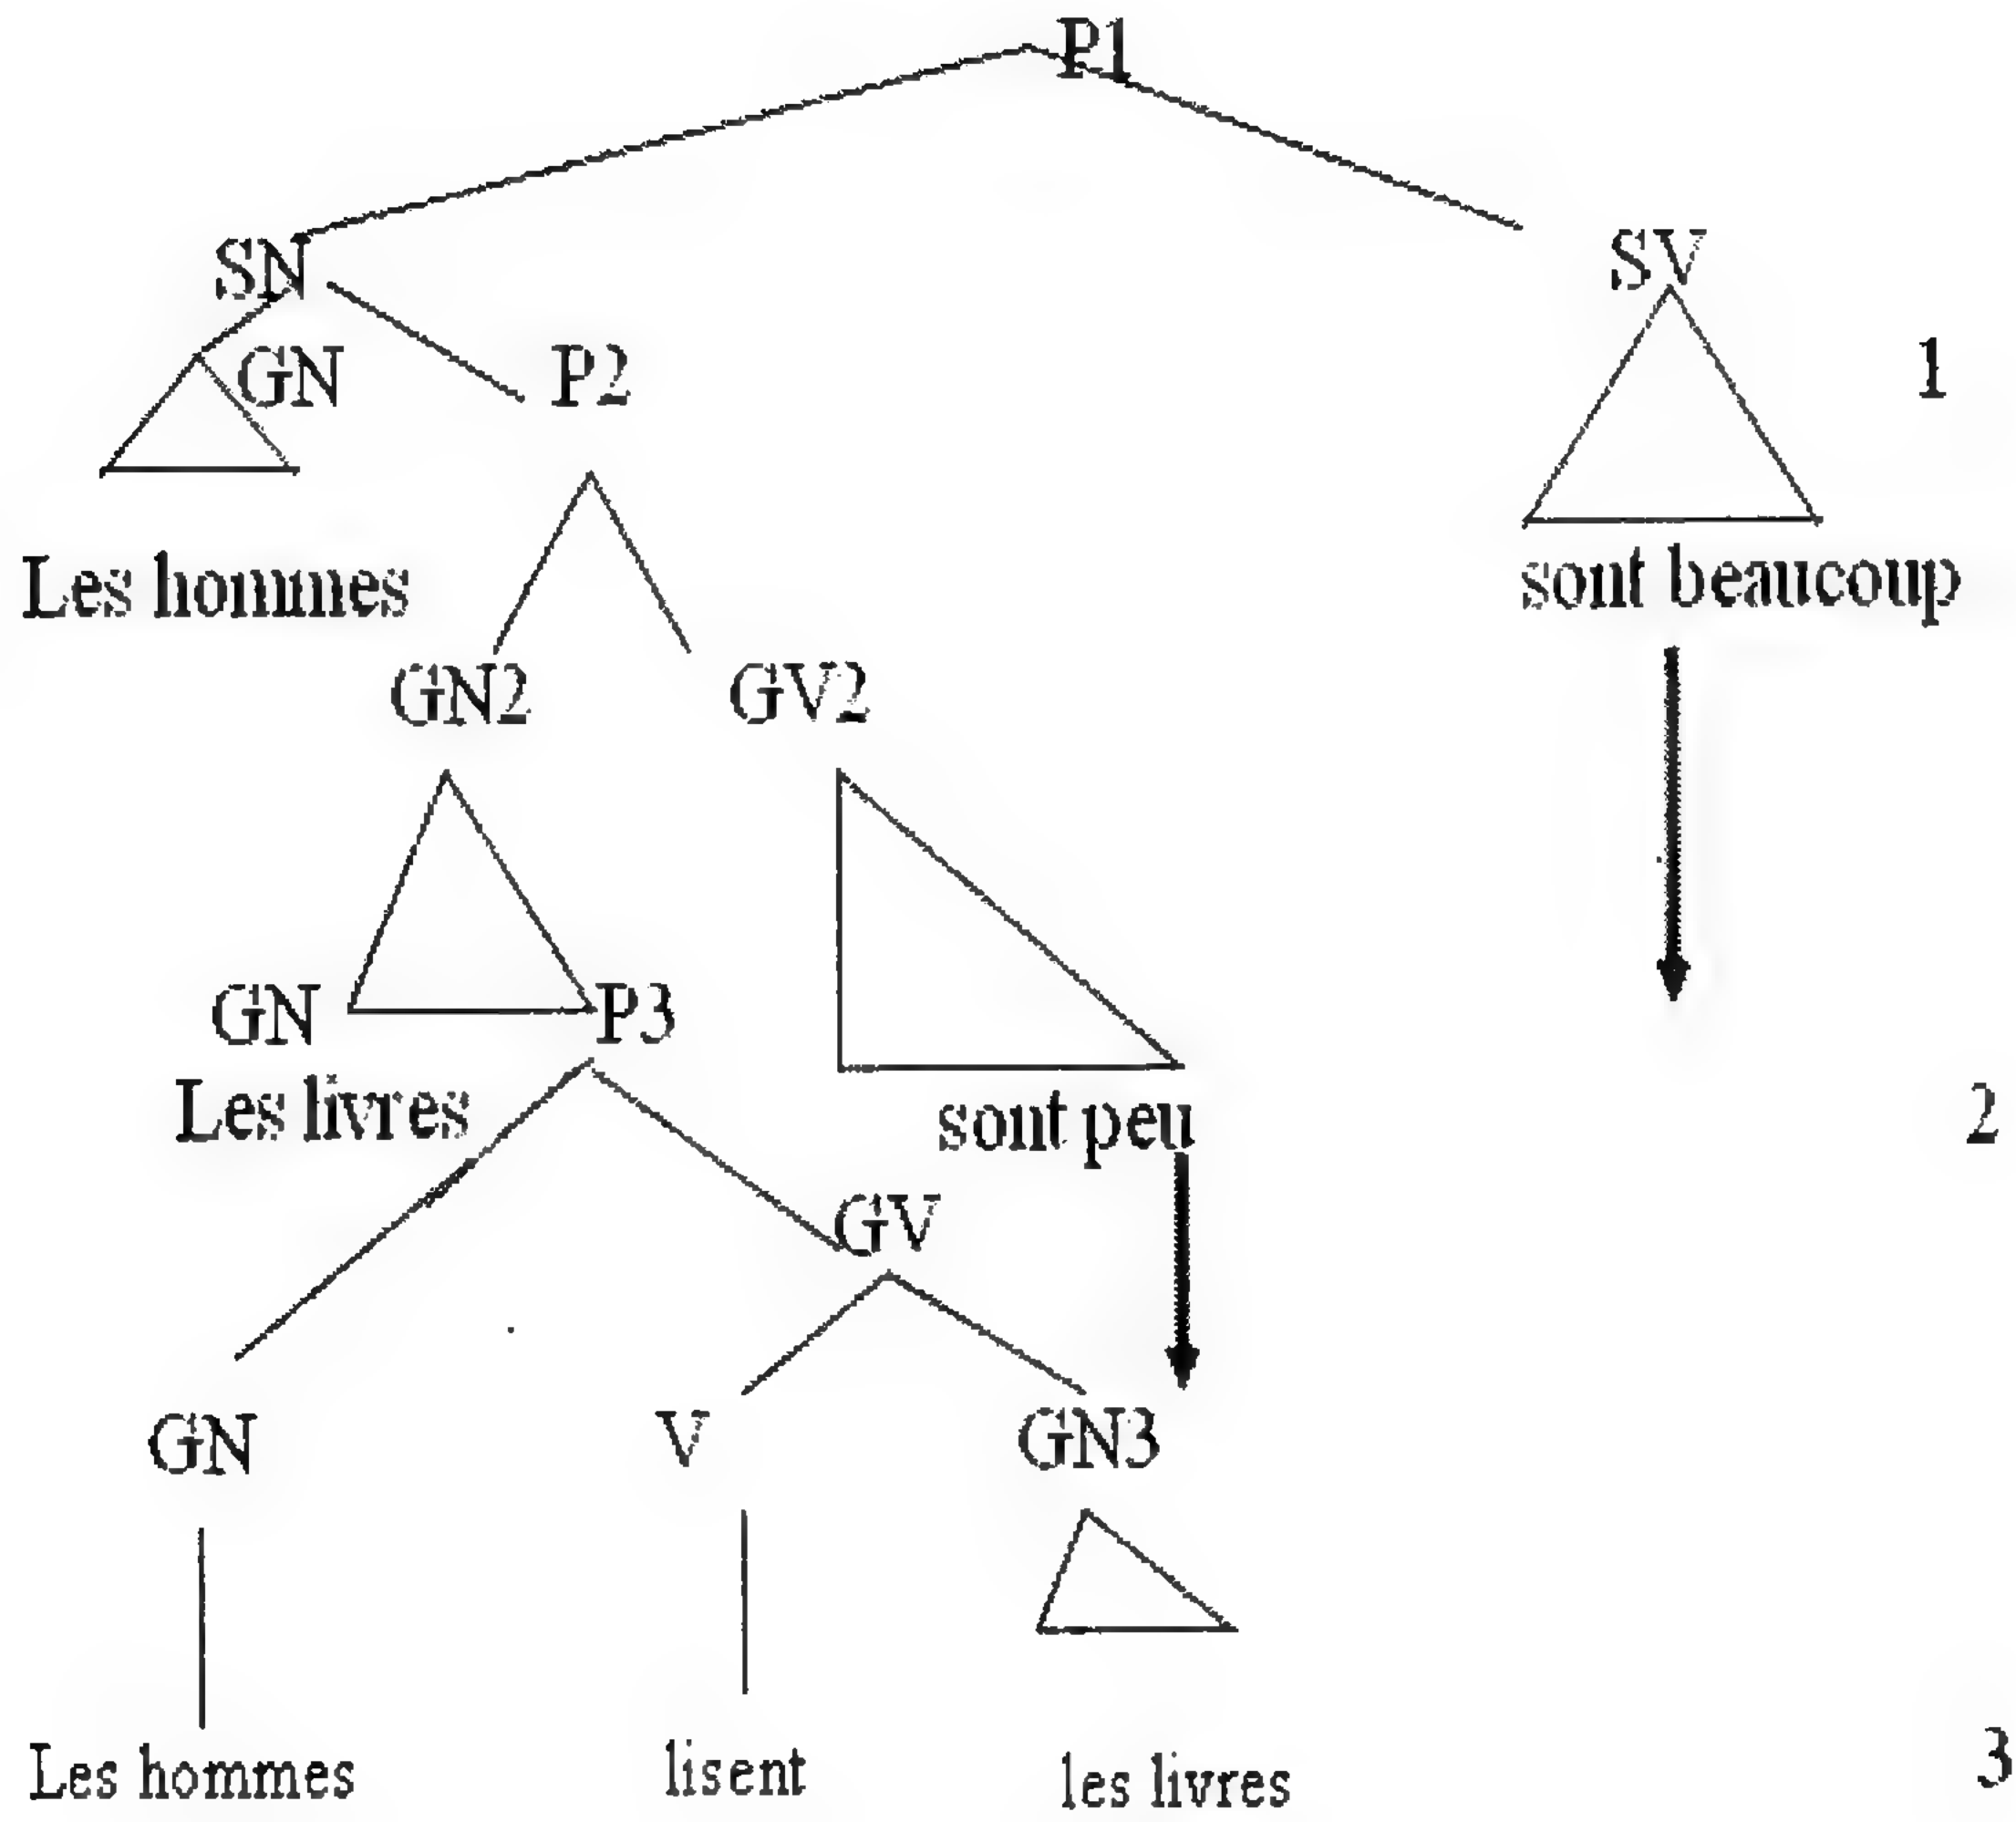 P1
SN SV
GN P2 1
Les hommes sont beaucoup
GN2 GV2
GN P3
Les livres sont peu 2
GV
GN V GN3
Les hommes lisent les livres 3